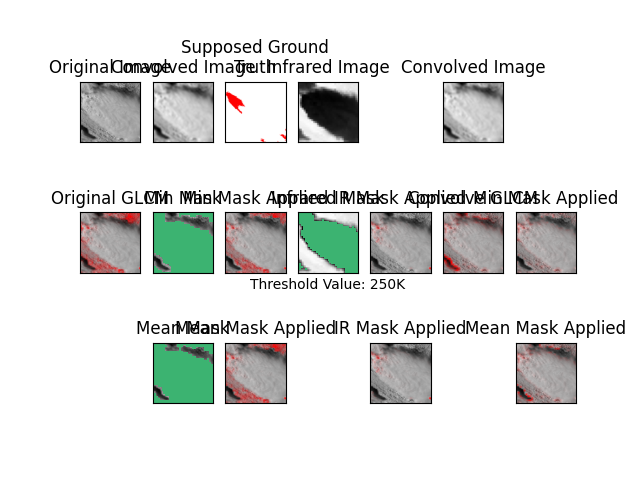 Supposed Ground
Original Image Convolved Image Truth Infrared Image Convolved Image
Original GLCM Min Mask Min Mask Applied Infrared Mask IR Mask Applied Convolved GLCM Min Mask Applied
Threshold Value: 250K
Mean Mask Mean Mask Applied IR Mask Applied Mean Mask Applied